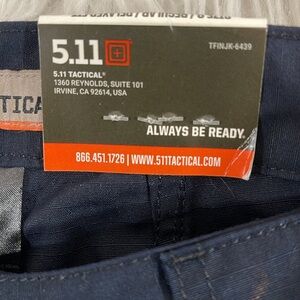 5.11
TFINJK-6439
5.11 TACTICAL®
1360 REYNOLDS, SUITE 101
IRVINE, CA 92614, USA
TICA
ALWAYS BE READY.
866.451.1726 | WWW.511TACTICAL.COM